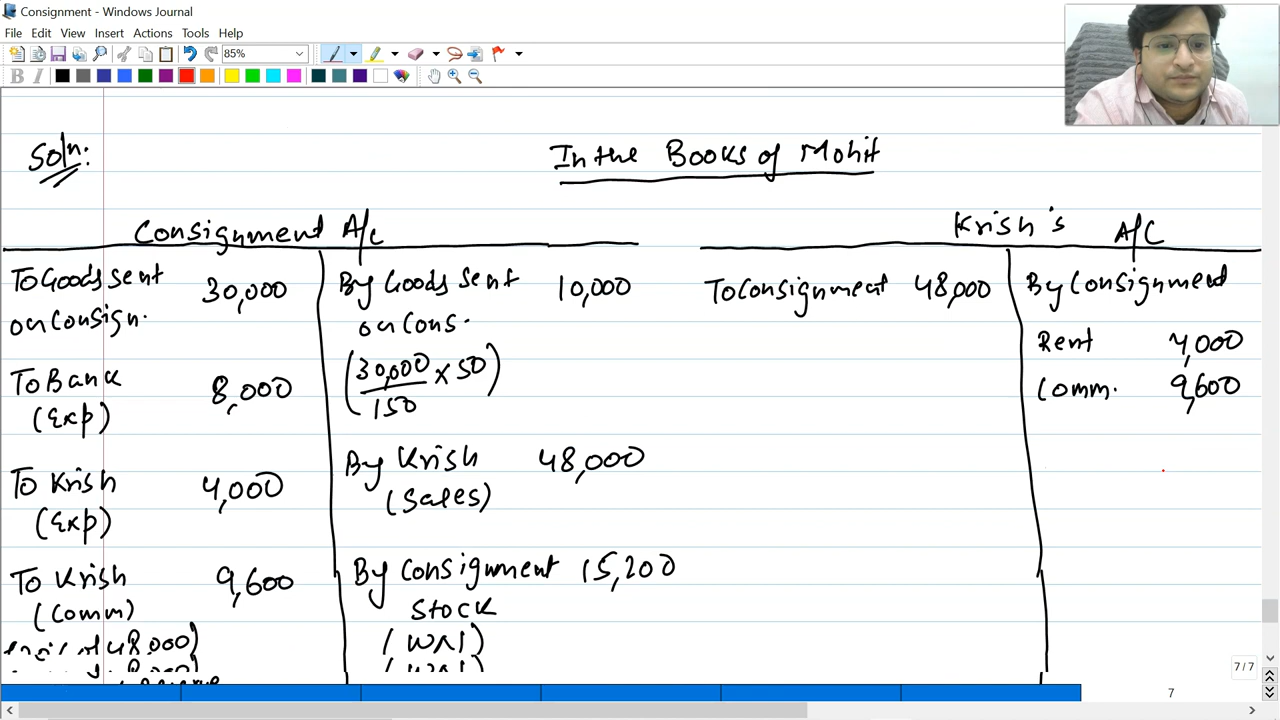 Consignment - Windows Journal
File Edit View Insert Actions Tools Help
85%
B I
Soln:
In the Books of Mohit
Consignment A/C
Krish's A/C
To Goods sent 30,000
on Consign.
By Goods sent 10,000
on Cons.
(30,000/150 × 50)
To Bank 8,000
(Exp)
By Krish 48,000
(Sales)
To Krish 4,000
(Exp)
By Consignment 15,200
Stock
(WN1)
To Krish 9,600
(Comm)
of 48,000)
To Consignment 48,000
By Consignment
Rent 4,000
Comm. 9,600
7 / 7
7